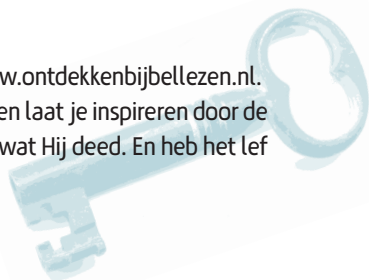 w.ontdekkenbijbellezen.nl.
en laat je inspireren door de
wat Hij deed. En heb het lef